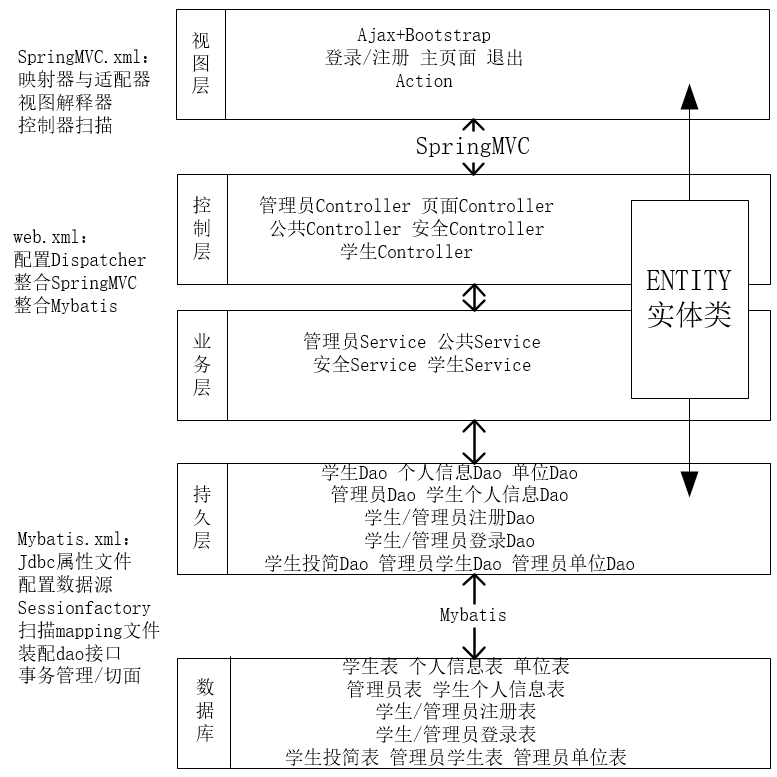 SpringMVC.xml:
映射器与适配器
视图解释器
控制器扫描
视
图
层
Ajax+Bootstrap
登录/注册 主页面 退出
Action
SpringMVC
web.xml:
配置Dispatcher
整合SpringMVC
整合Mybatis
控
制
层
管理员Controller 页面Controller
公共Controller 安全Controller
学生Controller
ENTITY
实体类
业
务
层
管理员Service 公共Service
安全Service 学生Service
持
久
层
学生Dao 个人信息Dao 单位Dao
管理员Dao 学生个人信息Dao
学生/管理员注册Dao
学生/管理员登录Dao
学生投简Dao 管理员学生Dao 管理员单位Dao
Mybatis.xml:
Jdbc属性文件
配置数据源
Sessionfactory
扫描mapping文件
装配dao接口
事务管理/切面
Mybatis
数
据
库
学生表 个人信息表 单位表
管理员表 学生个人信息表
学生/管理员注册表
学生/管理员登录表
学生投简表 管理员学生表 管理员单位表